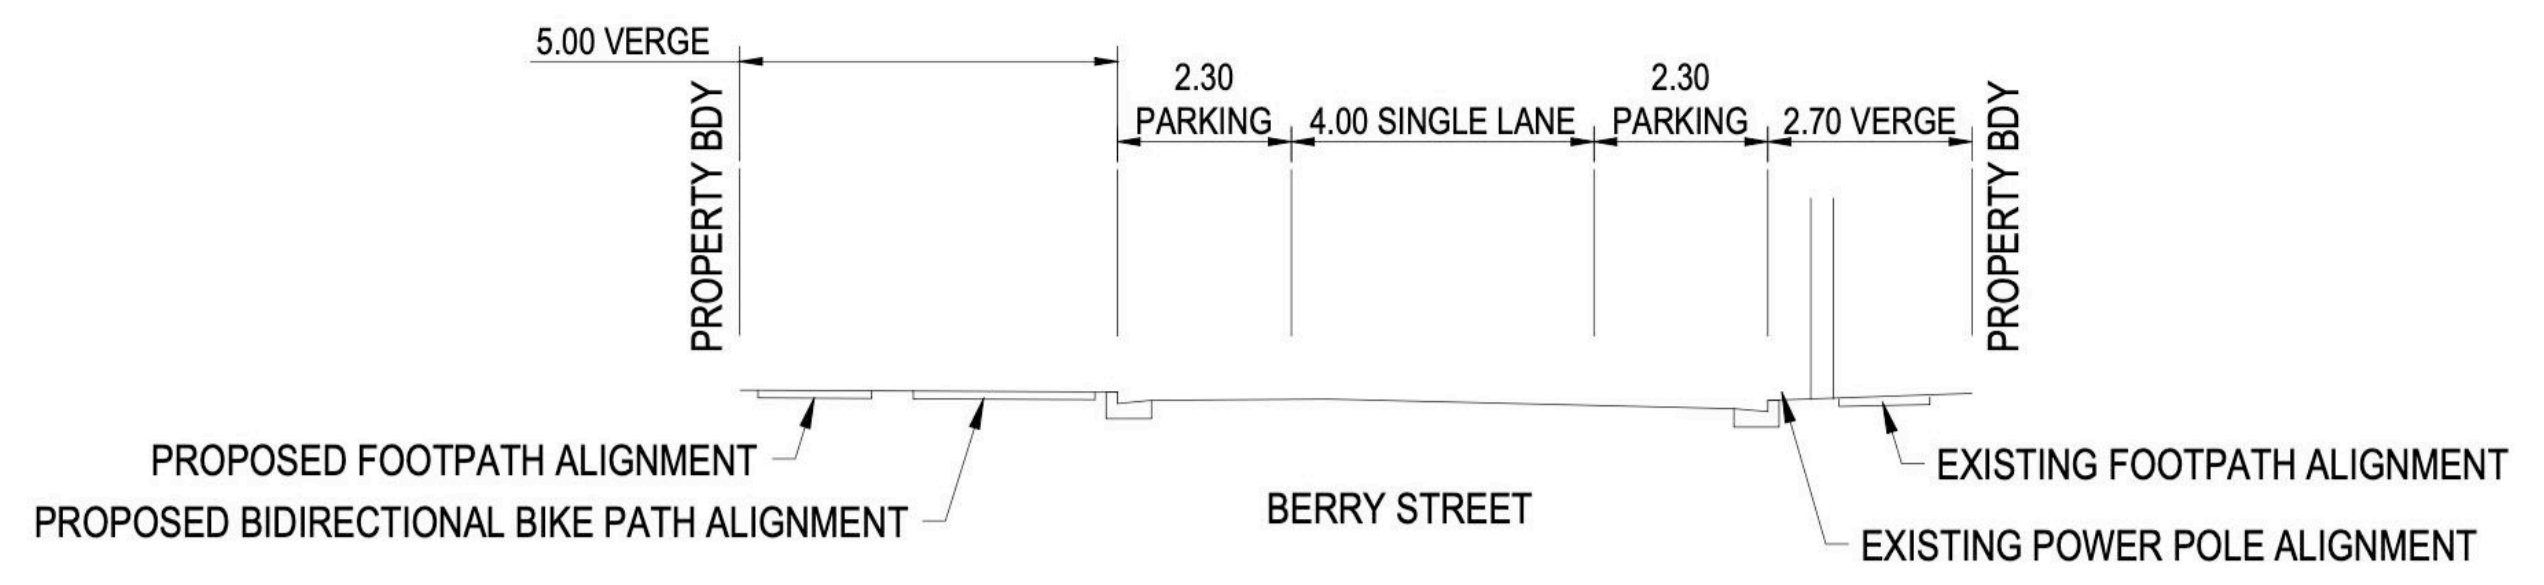 5.00 VERGE
PROPERTY BDY
2.30
PARKING
4.00 SINGLE LANE
2.30
PARKING
2.70 VERGE
PROPERTY BDY
PROPOSED FOOTPATH ALIGNMENT
PROPOSED BIDIRECTIONAL BIKE PATH ALIGNMENT
BERRY STREET
EXISTING FOOTPATH ALIGNMENT
EXISTING POWER POLE ALIGNMENT